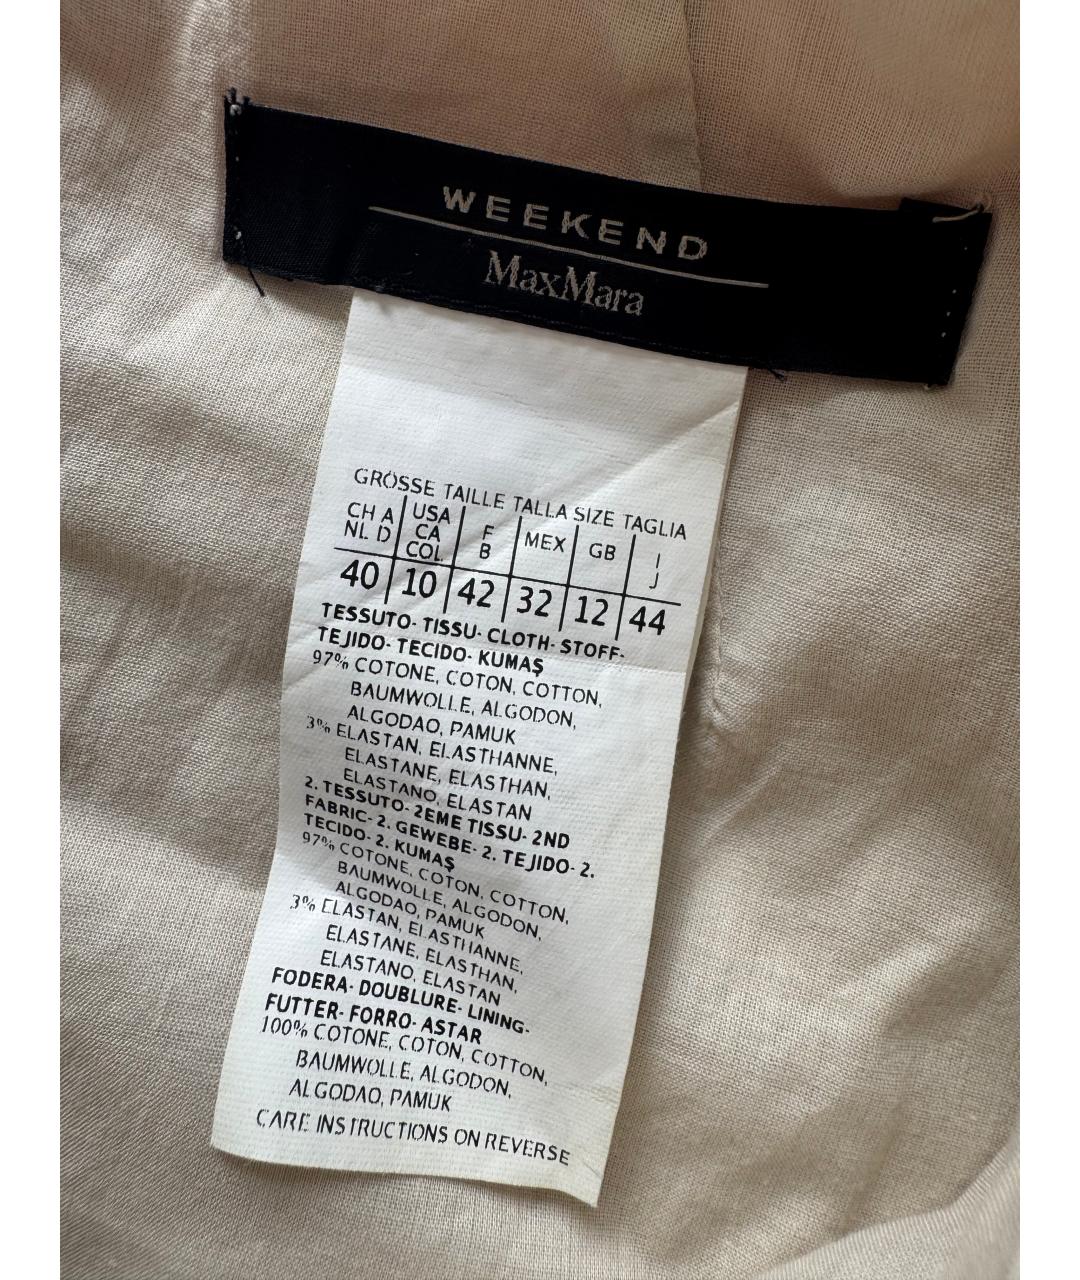 WEEKEND
MaxMara
GRÖSSE TAILLE TALLA SIZE TAGLIA
CH A USA F MEX GB I
NL D CA B J
COL
40 10 42 32 12 44
TESSUTO- TISSU- CLOTH- STOFF-
TEJIDO- TECIDO- KUMAŞ
97% COTONE, COTON, COTTON,
BAUMWOLLE, ALGODON,
ALGODAO, PAMUK
3% ELASTAN, ELASTHANNE,
ELASTANE, ELASTHAN,
ELASTANO, ELASTAN
2. TESSUTO- 2EME TISSU- 2ND
FABRIC- 2. GEWEBE- 2. TEJIDO- 2.
TECIDO- 2. KUMAŞ
97% COTONE, COTON, COTTON,
BAUMWOLLE, ALGODON,
ALGODAO, PAMUK
3% ELASTAN, ELASTHANNE,
ELASTANE, ELASTHAN,
ELASTANO, ELASTAN
FODERA- DOUBLURE- LINING-
FUTTER- FORRO- ASTAR
100% COTONE, COTON, COTTON,
BAUMWOLLE, ALGODON,
ALGODAO, PAMUK
CARE INSTRUCTIONS ON REVERSE